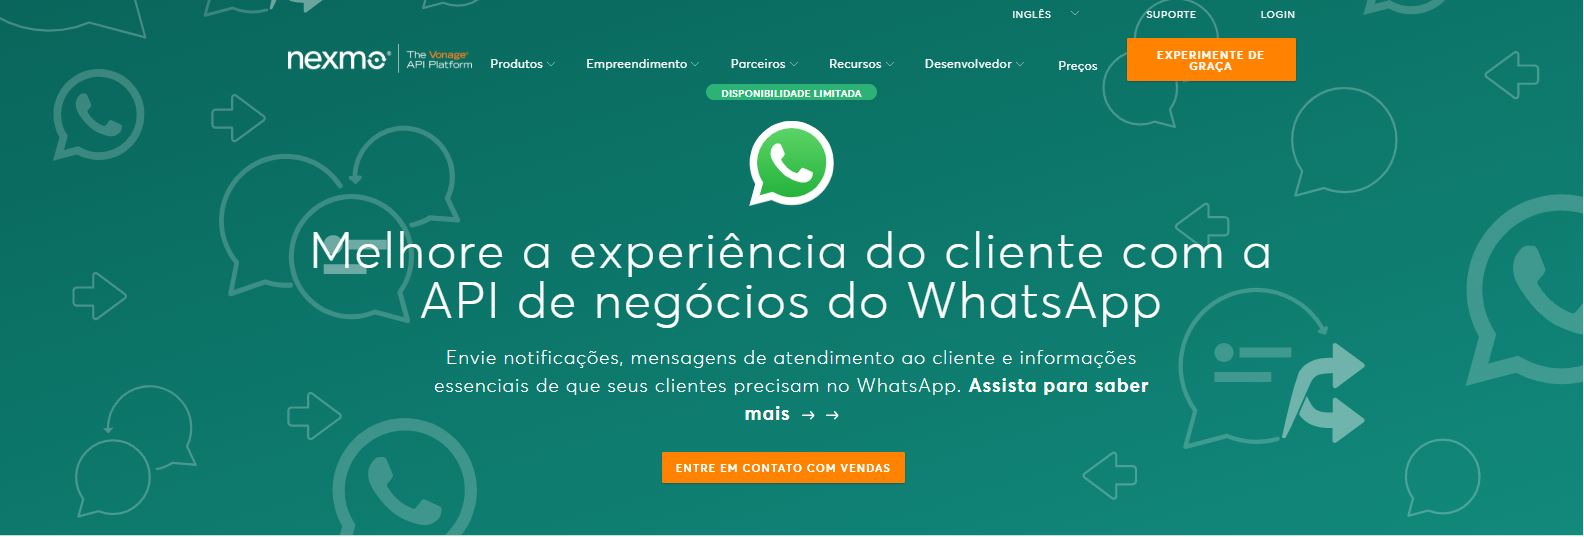 INGLÊS
SUPORTE
LOGIN
nexmo®
The Vonage®
API Platform
Produtos
Empreendimento
Parceiros
Recursos
Desenvolvedor
Preços
EXPERIMENTE DE
GRAÇA
DISPONIBILIDADE LIMITADA
Melhore a experiência do cliente com a
API de negócios do WhatsApp
Envie notificações, mensagens de atendimento ao cliente e informações
essenciais de que seus clientes precisam no WhatsApp. Assista para saber
mais → →
ENTRE EM CONTATO COM VENDAS